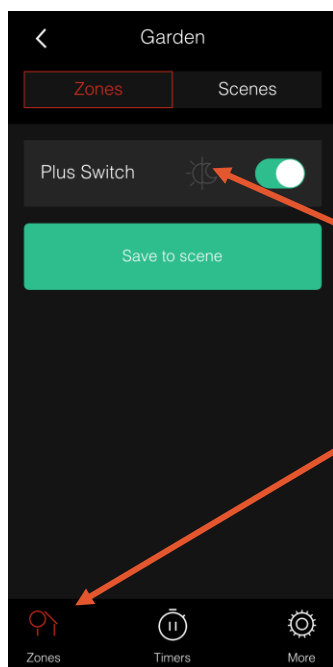 Garden
Zones Scenes
Plus Switch
Save to scene
Zones Timers More